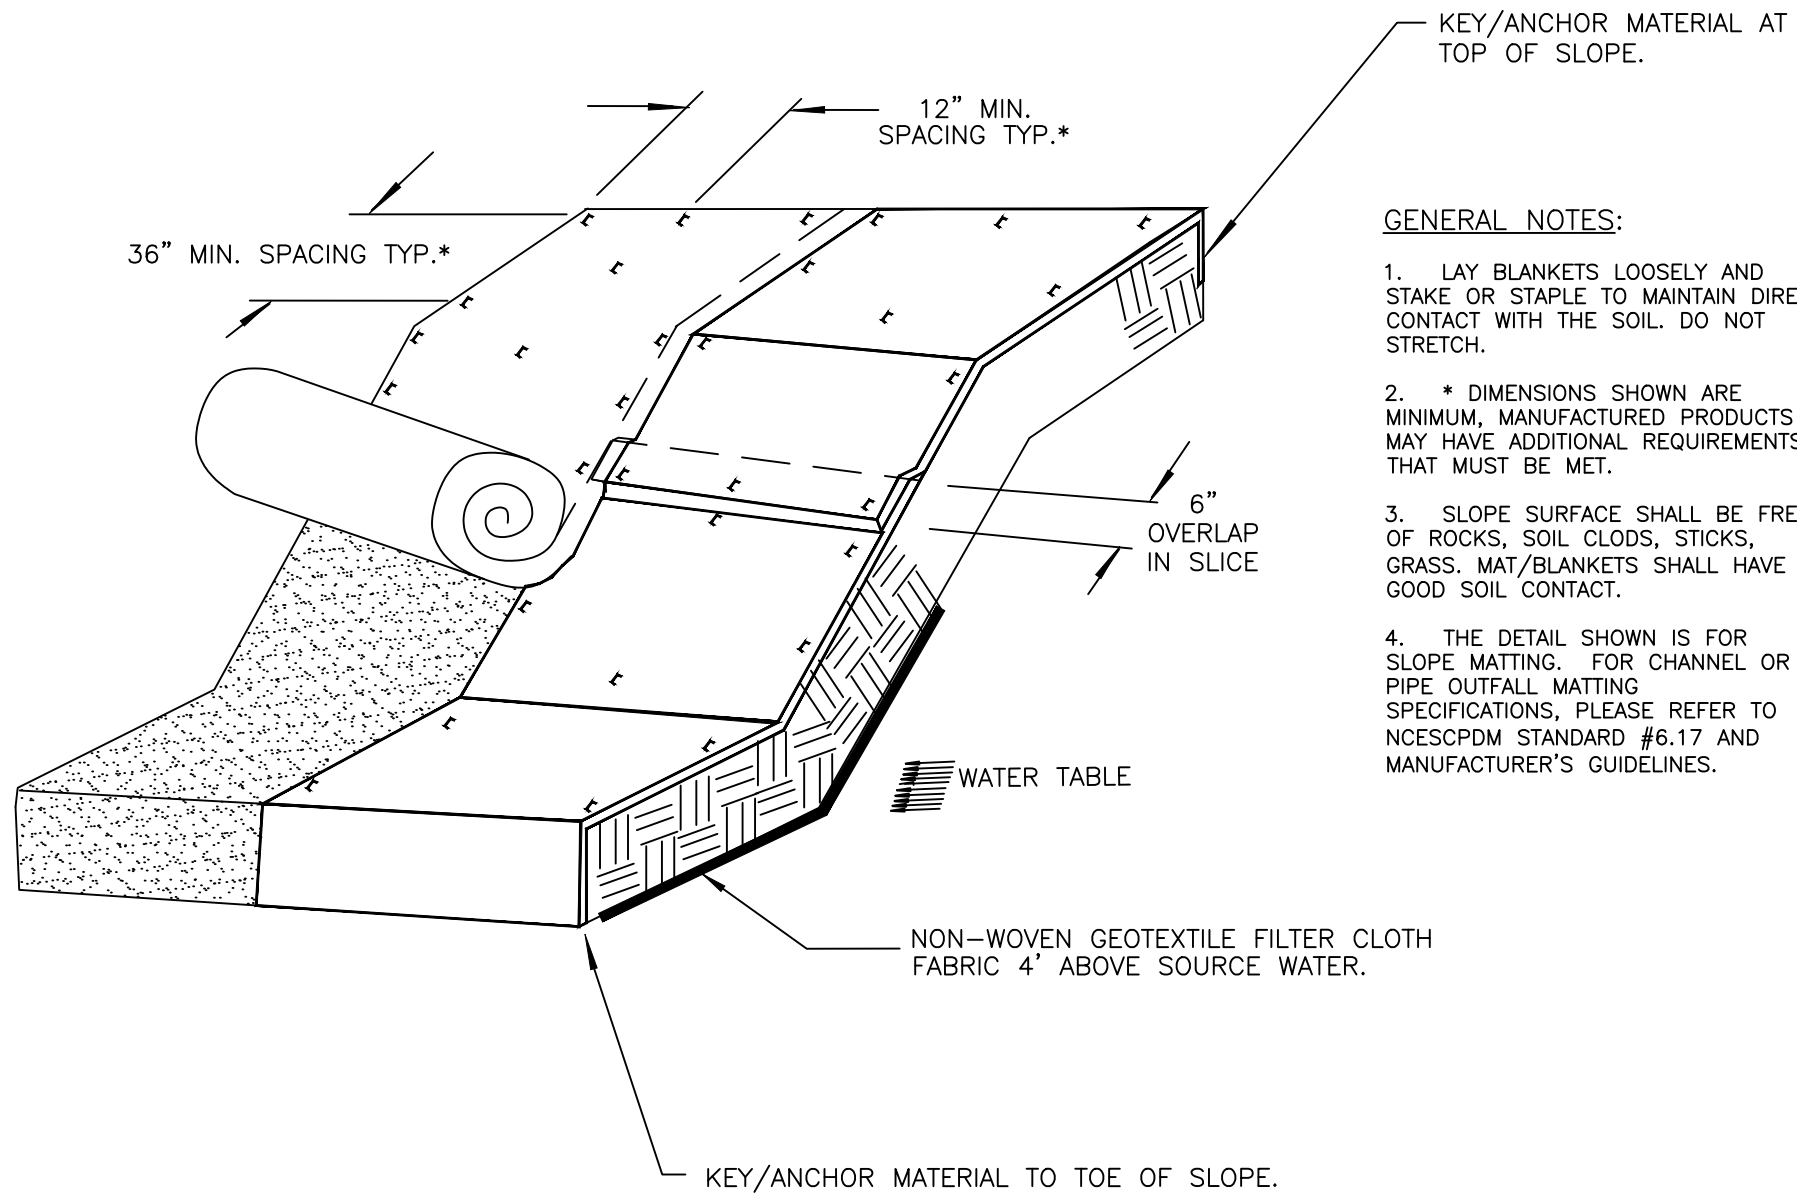 KEY/ANCHOR MATERIAL AT
TOP OF SLOPE.
12” MIN.
SPACING TYP.*
36” MIN. SPACING TYP.*
GENERAL NOTES:
1. LAY BLANKETS LOOSELY AND
STAKE OR STAPLE TO MAINTAIN DIRE
CONTACT WITH THE SOIL. DO NOT
STRETCH.
2. * DIMENSIONS SHOWN ARE
MINIMUM, MANUFACTURED PRODUCTS
MAY HAVE ADDITIONAL REQUIREMENTS
THAT MUST BE MET.
3. SLOPE SURFACE SHALL BE FRE
OF ROCKS, SOIL CLODS, STICKS,
GRASS. MAT/BLANKETS SHALL HAVE
GOOD SOIL CONTACT.
4. THE DETAIL SHOWN IS FOR
SLOPE MATTING. FOR CHANNEL OR
PIPE OUTFALL MATTING
SPECIFICATIONS, PLEASE REFER TO
NCESCPDM STANDARD #6.17 AND
MANUFACTURER'S GUIDELINES.
6”
OVERLAP
IN SLICE
WATER TABLE
NON-WOVEN GEOTEXTILE FILTER CLOTH
FABRIC 4' ABOVE SOURCE WATER.
KEY/ANCHOR MATERIAL TO TOE OF SLOPE.